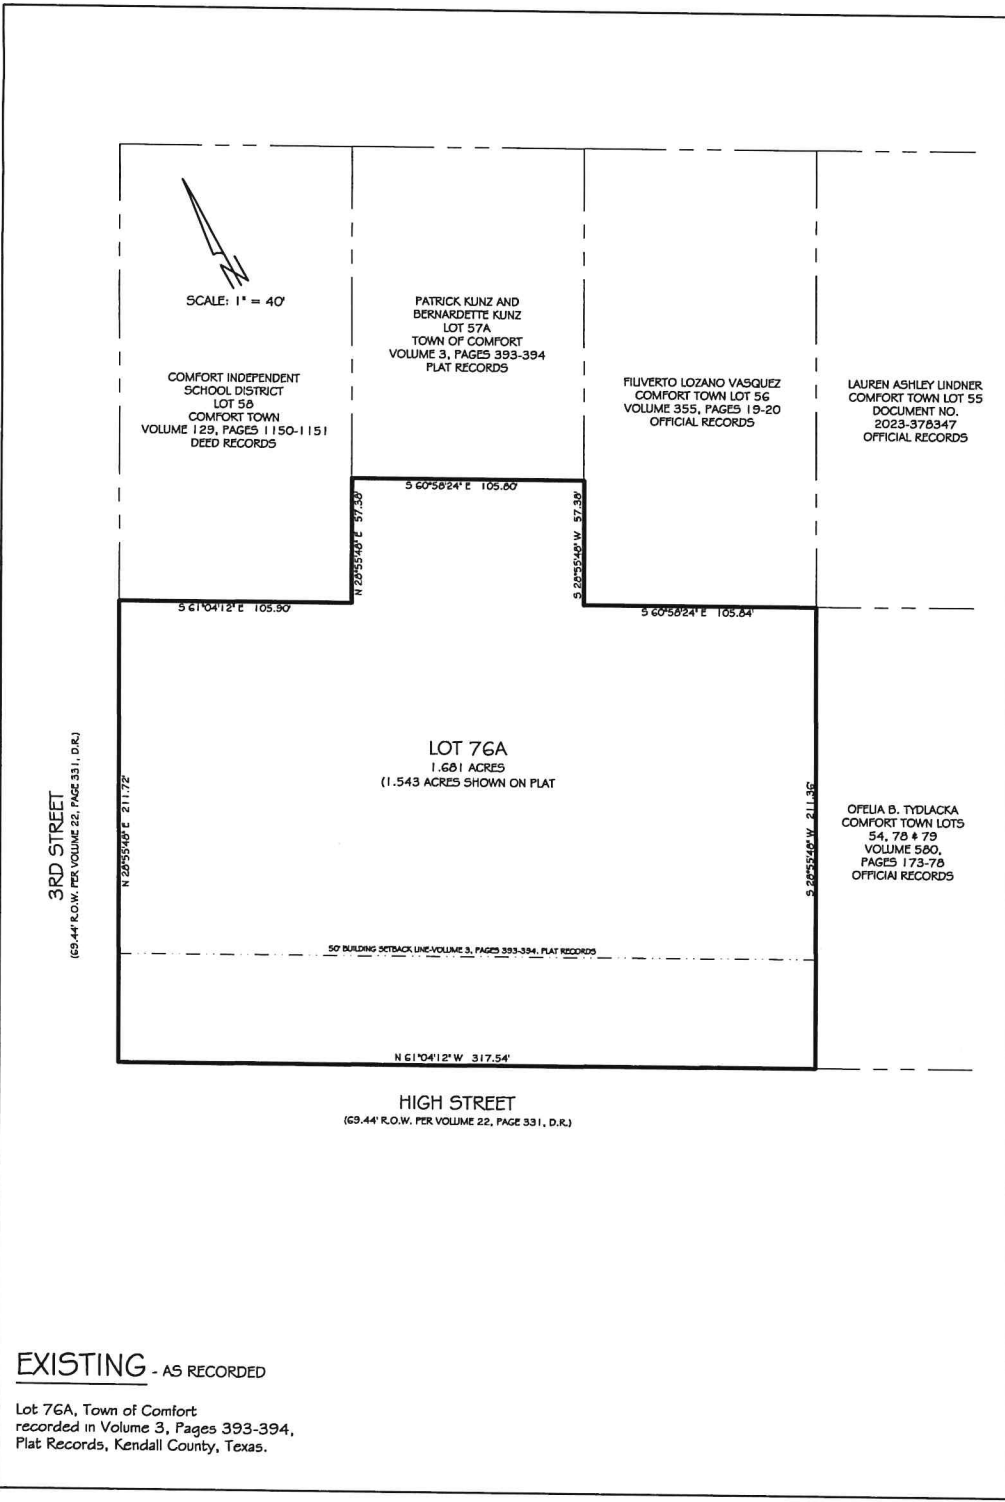 N
SCALE: 1" = 40'
COMFORT INDEPENDENT
SCHOOL DISTRICT
LOT 58
COMFORT TOWN
VOLUME 129, PAGES 1150-1151
DEED RECORDS
PATRICK KUNZ AND
BERNARDETTE KUNZ
LOT 57A
TOWN OF COMFORT
VOLUME 3, PAGES 393-394
PLAT RECORDS
FILIVERTO LOZANO VASQUEZ
COMFORT TOWN LOT 56
VOLUME 355, PAGES 19-20
OFFICIAL RECORDS
LAUREN ASHLEY LINDNER
COMFORT TOWN LOT 55
DOCUMENT NO.
2023-378347
OFFICIAL RECORDS
S 60°58'24" E 105.80'
N 28°55'48" E 57.38'
S 28°55'48" W 57.38'
S 61°04'12" E 105.90'
S 60°58'24" E 105.84'
LOT 76A
1.681 ACRES
(1.543 ACRES SHOWN ON PLAT
3RD STREET
(69.44' R.O.W. PER VOLUME 22, PAGE 331, D.R.)
N 28°55'48" E 211.72'
S 28°55'48" W 211.36'
OFELIA B. TYDLACKA
COMFORT TOWN LOTS
54, 78 & 79
VOLUME 580,
PAGES 173-78
OFFICIAL RECORDS
50' BUILDING SETBACK LINE-VOLUME 3, PAGES 393-394, PLAT RECORDS
N 61°04'12" W 317.54'
HIGH STREET
(69.44' R.O.W. PER VOLUME 22, PAGE 331, D.R.)
EXISTING - AS RECORDED
Lot 76A, Town of Comfort
recorded in Volume 3, Pages 393-394,
Plat Records, Kendall County, Texas.